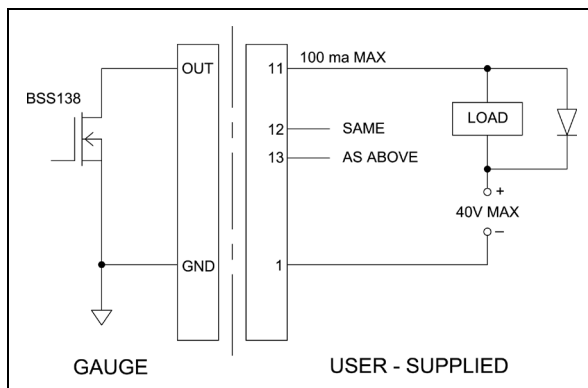 OUT
11
100 ma MAX
BSS138
LOAD
12
SAME
13
AS ABOVE
+
40V MAX
–
GND
1
GAUGE
USER - SUPPLIED